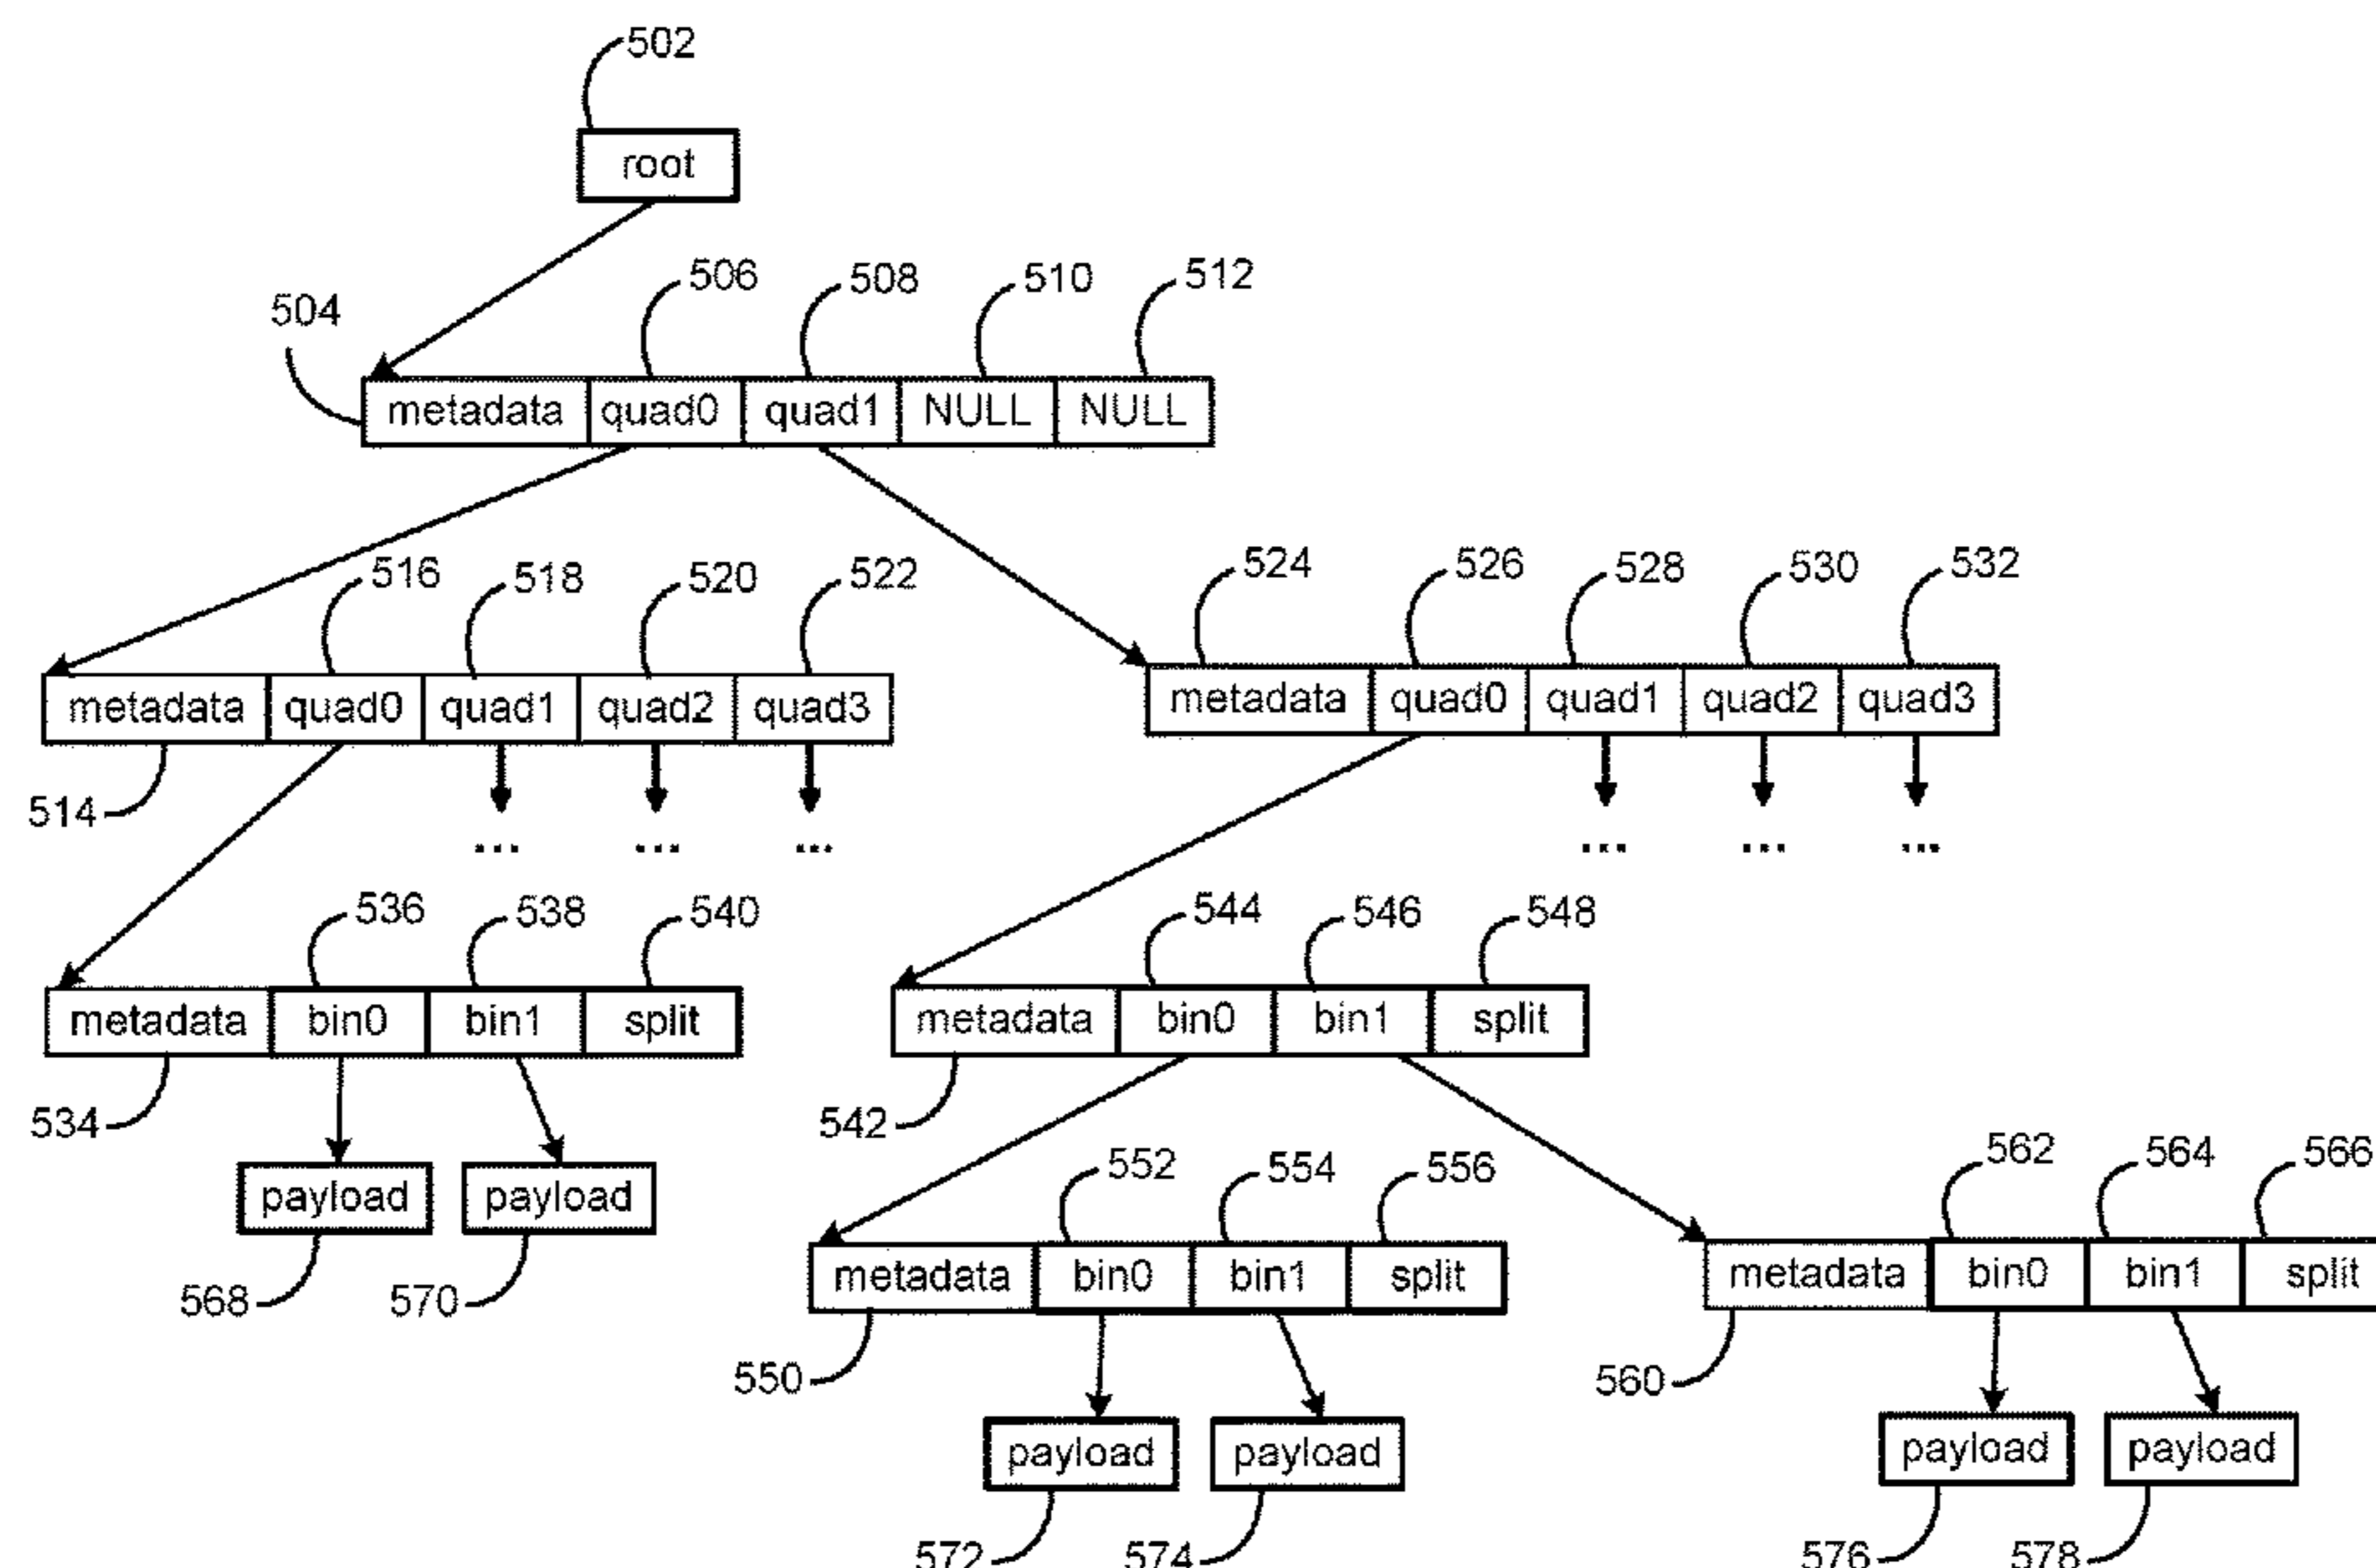 502
root
504 506 508 510 512
metadata quad0 quad1 NULL NULL
516 518 520 522 524 526 528 530 532
metadata quad0 quad1 quad2 quad3 metadata quad0 quad1 quad2 quad3
514
... ... ... ... ... ...
536 538 540 544 546 548
metadata bin0 bin1 split metadata bin0 bin1 split
534 542
552 554 556 562 564 566
payload payload
metadata bin0 bin1 split metadata bin0 bin1 split
568 570
550 560
payload payload payload payload
572 574 576 578